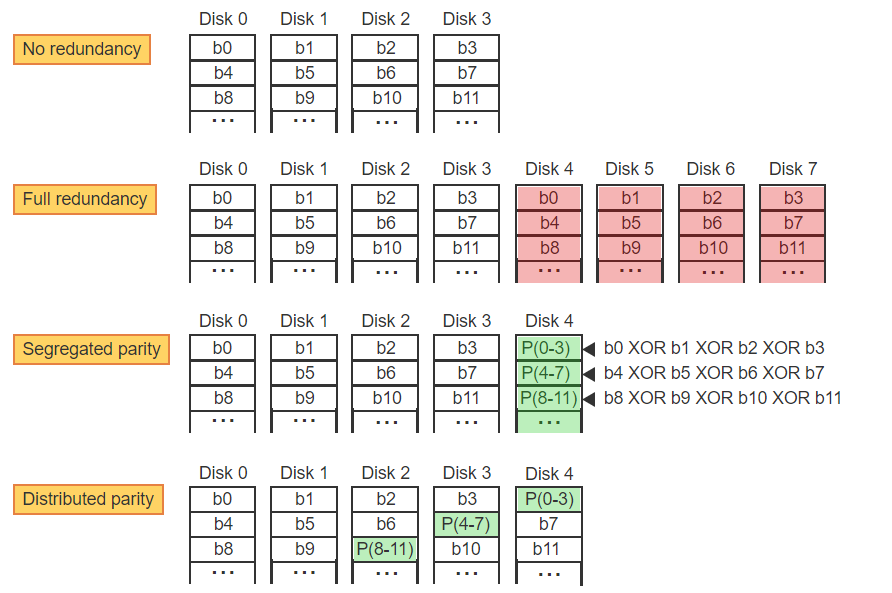 Disk 0 Disk 1 Disk 2 Disk 3
No redundancy b0 b1 b2 b3
b4 b5 b6 b7
b8 b9 b10 b11
... ... ... ...
Disk 0 Disk 1 Disk 2 Disk 3 Disk 4 Disk 5 Disk 6 Disk 7
Full redundancy b0 b1 b2 b3 b0 b1 b2 b3
b4 b5 b6 b7 b4 b5 b6 b7
b8 b9 b10 b11 b8 b9 b10 b11
... ... ... ... ... ... ... ...
Disk 0 Disk 1 Disk 2 Disk 3 Disk 4
Segregated parity b0 b1 b2 b3 P(0-3) b0 XOR b1 XOR b2 XOR b3
b4 b5 b6 b7 P(4-7) b4 XOR b5 XOR b6 XOR b7
b8 b9 b10 b11 P(8-11) b8 XOR b9 XOR b10 XOR b11
... ... ... ... ...
Disk 0 Disk 1 Disk 2 Disk 3 Disk 4
Distributed parity b0 b1 b2 b3 P(0-3)
b4 b5 b6 P(4-7) b7
b8 b9 P(8-11) b10 b11
... ... ... ... ...